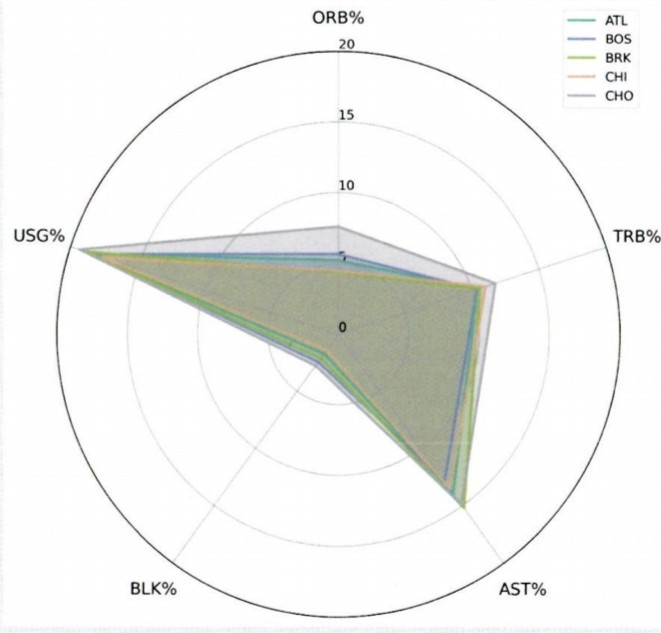 ORB%
20
ATL
BOS
BRK
CHI
CHO
15
10
USG%
TRB%
0
BLK%
AST%